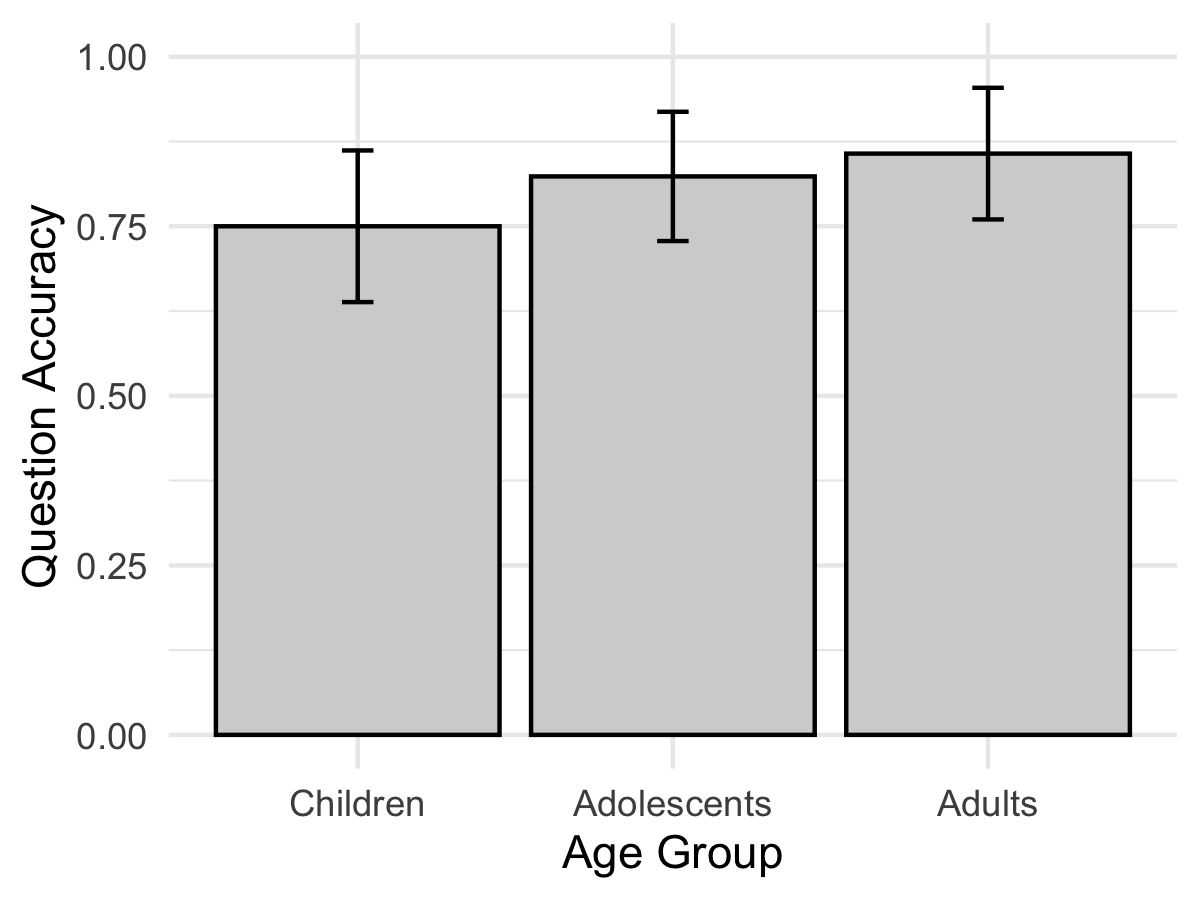 Question Accuracy
1.00
0.75
0.50
0.25
0.00
Children
Adolescents
Adults
Age Group